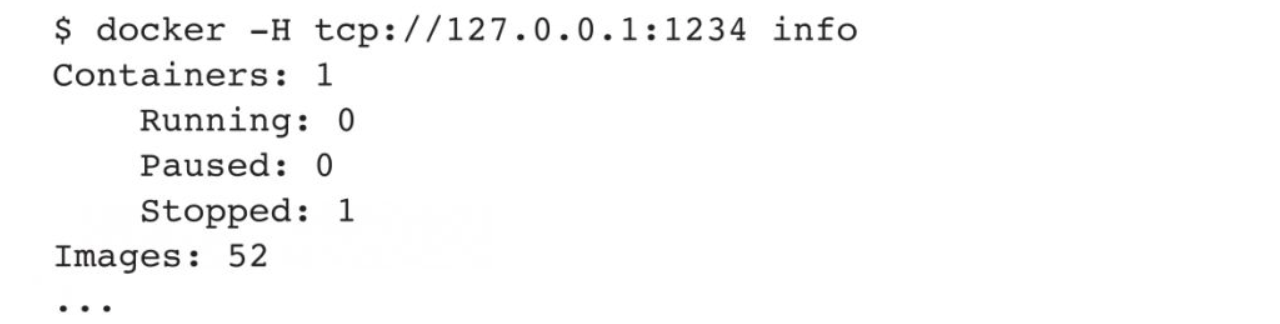 $ docker -H tcp://127.0.0.1:1234 info
Containers: 1
    Running: 0
    Paused: 0
    Stopped: 1
Images: 52
...